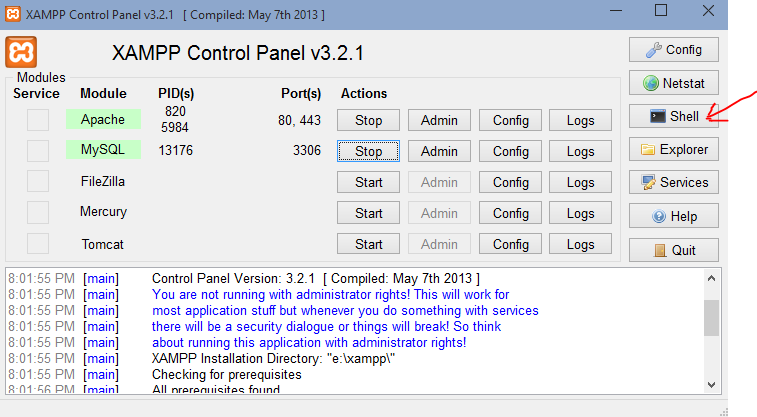 XAMPP Control Panel v3.2.1 [ Compiled: May 7th 2013 ]
XAMPP Control Panel v3.2.1
Config
Modules
Service Module PID(s) Port(s) Actions
Netstat
Apache 820 5984 80, 443 Stop Admin Config Logs
Shell
MySQL 13176 3306 Stop Admin Config Logs
Explorer
FileZilla Start Admin Config Logs
Services
Mercury Start Admin Config Logs
Help
Tomcat Start Admin Config Logs
Quit
8:01:55 PM [main] Control Panel Version: 3.2.1 [ Compiled: May 7th 2013 ]
8:01:55 PM [main] You are not running with administrator rights! This will work for
8:01:55 PM [main] most application stuff but whenever you do something with services
8:01:55 PM [main] there will be a security dialogue or things will break! So think
8:01:55 PM [main] about running this application with administrator rights!
8:01:55 PM [main] XAMPP Installation Directory: "e:\xampp\"
8:01:55 PM [main] Checking for prerequisites
8:01:56 PM [main] All prerequisites found